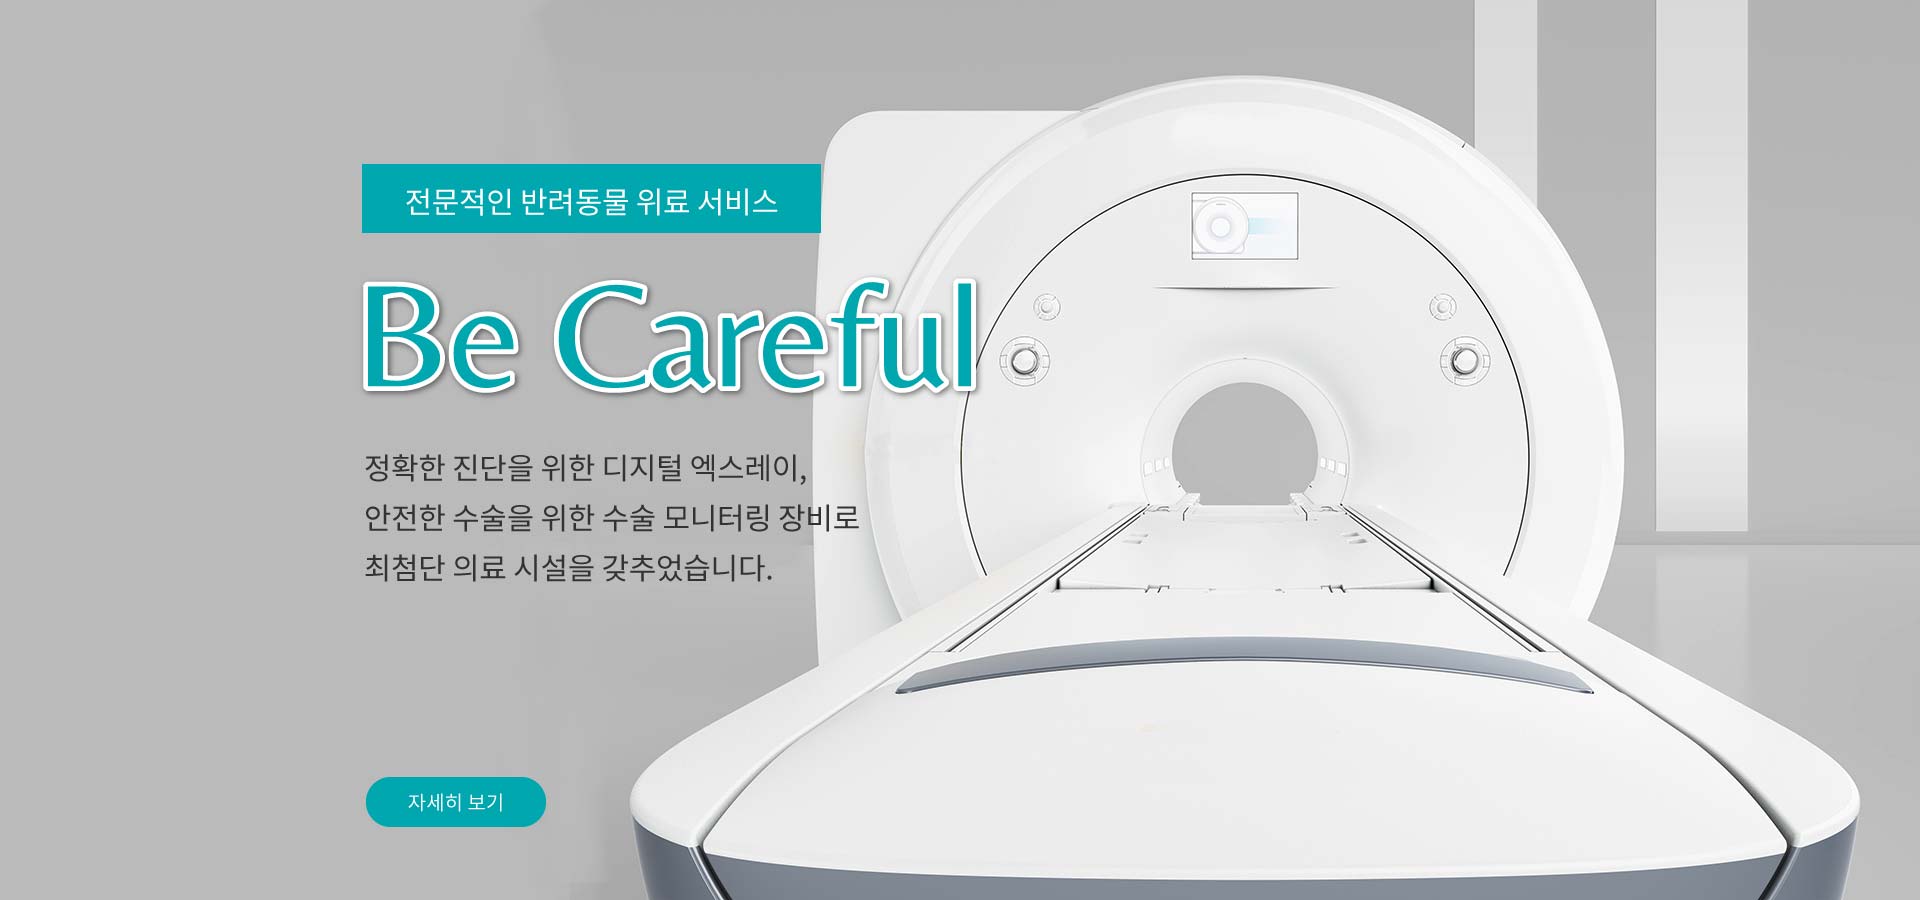 전문적인 반려동물 위료 서비스
Be Careful
정확한 진단을 위한 디지털 엑스레이,
안전한 수술을 위한 수술 모니터링 장비로
최첨단 의료 시설을 갖추었습니다.
자세히 보기